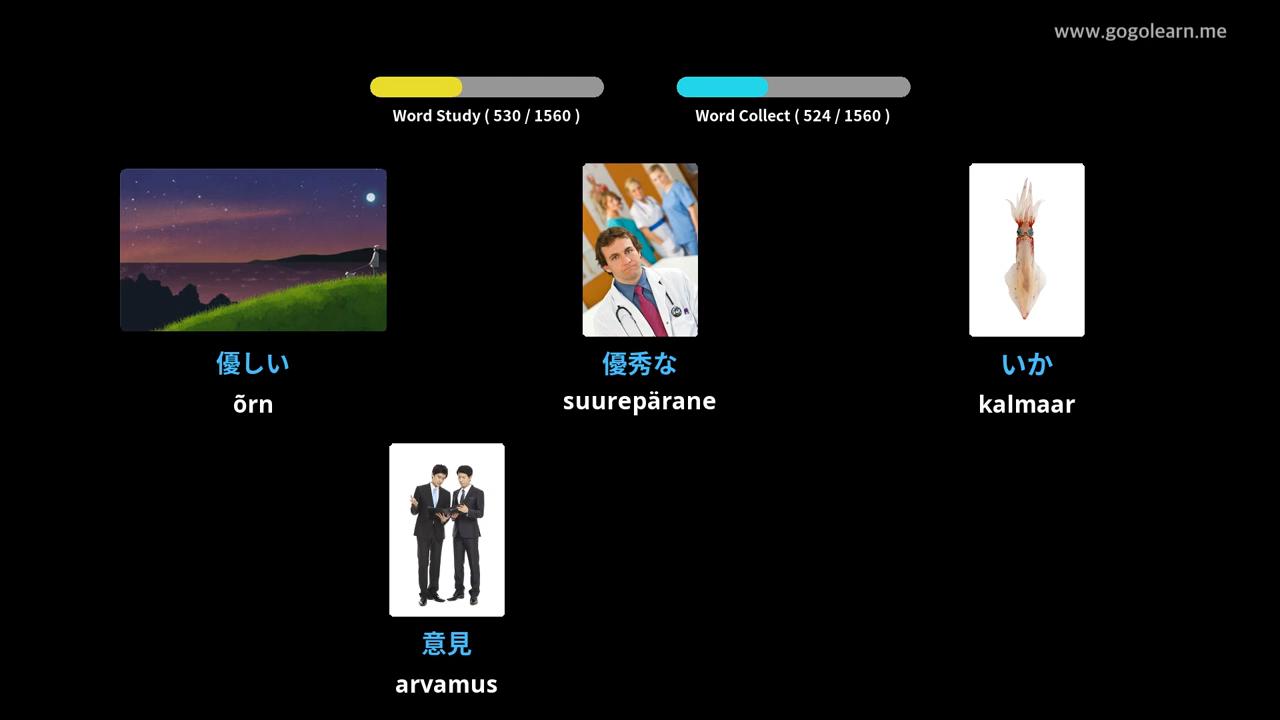 www.gogolearn.me
Word Study ( 530 / 1560 )
Word Collect ( 524 / 1560 )
優しい
õrn
優秀な
suurepärane
いか
kalmaar
意見
arvamus